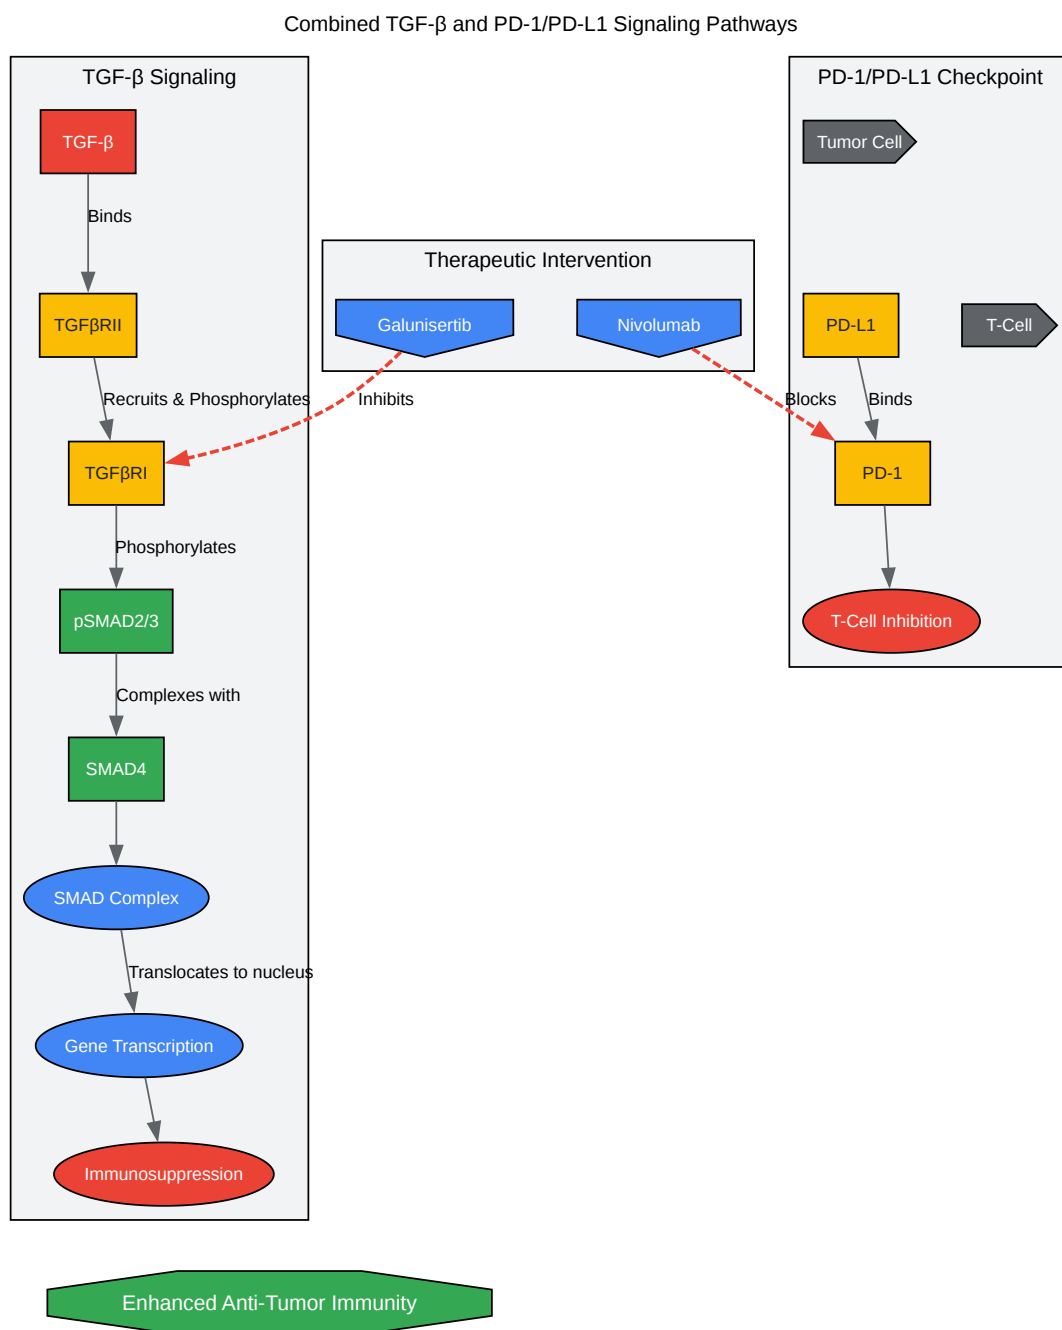 Combined TGF-β and PD-1/PD-L1 Signaling Pathways
TGF-β Signaling
TGF-β
Binds
TGFβRII
Recruits & Phosphorylates
TGFβRI
Phosphorylates
pSMAD2/3
Complexes with
SMAD4
SMAD Complex
Translocates to nucleus
Gene Transcription
Immunosuppression
Therapeutic Intervention
Galunisertib
Nivolumab
Inhibits
Blocks
PD-1/PD-L1 Checkpoint
Tumor Cell
PD-L1
T-Cell
Binds
PD-1
T-Cell Inhibition
Enhanced Anti-Tumor Immunity